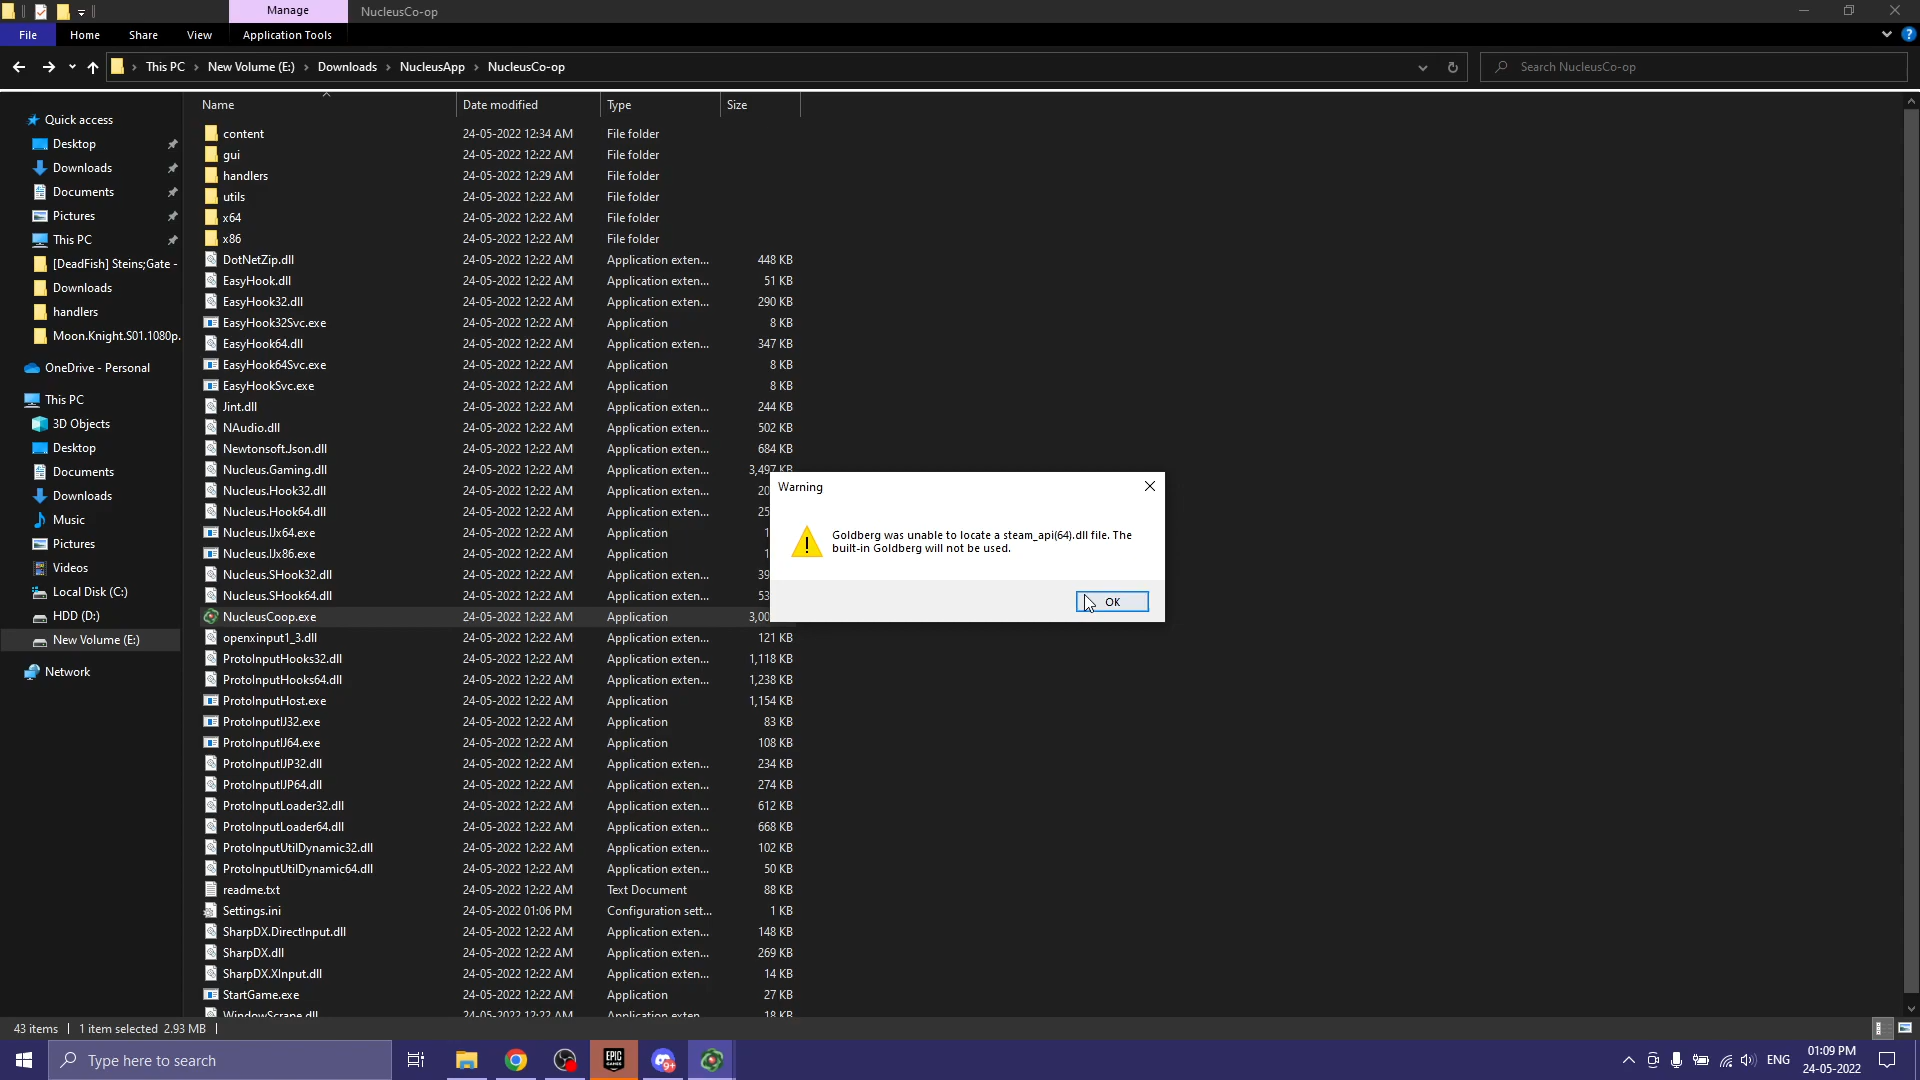 Manage
NucleusCo-op
File
Home
Share
View
Application Tools
This PC
New Volume (E:)
Downloads
NucleusApp
NucleusCo-op
Search NucleusCo-op
Name
Date modified
Type
Size
Quick access
Desktop
Downloads
Documents
Pictures
This PC
[DeadFish] Steins;Gate -
Downloads
handlers
Moon.Knight.S01.1080p.
OneDrive - Personal
This PC
3D Objects
Desktop
Documents
Downloads
Music
Pictures
Videos
Local Disk (C:)
HDD (D:)
New Volume (E:)
Network
content 24-05-2022 12:34 AM File folder
gui 24-05-2022 12:22 AM File folder
handlers 24-05-2022 12:29 AM File folder
utils 24-05-2022 12:22 AM File folder
x64 24-05-2022 12:22 AM File folder
x86 24-05-2022 12:22 AM File folder
DotNetZip.dll 24-05-2022 12:22 AM Application exten... 448 KB
EasyHook.dll 24-05-2022 12:22 AM Application exten... 51 KB
EasyHook32.dll 24-05-2022 12:22 AM Application exten... 290 KB
EasyHook32Svc.exe 24-05-2022 12:22 AM Application 8 KB
EasyHook64.dll 24-05-2022 12:22 AM Application exten... 347 KB
EasyHook64Svc.exe 24-05-2022 12:22 AM Application 8 KB
EasyHookSvc.exe 24-05-2022 12:22 AM Application 8 KB
Jint.dll 24-05-2022 12:22 AM Application exten... 244 KB
NAudio.dll 24-05-2022 12:22 AM Application exten... 502 KB
Newtonsoft.Json.dll 24-05-2022 12:22 AM Application exten... 684 KB
Nucleus.Gaming.dll 24-05-2022 12:22 AM Application exten... 3,497 KB
Nucleus.Hook32.dll 24-05-2022 12:22 AM Application exten... 20
Nucleus.Hook64.dll 24-05-2022 12:22 AM Application exten... 25
Nucleus.IJx64.exe 24-05-2022 12:22 AM Application 1
Nucleus.IJx86.exe 24-05-2022 12:22 AM Application 1
Nucleus.SHook32.dll 24-05-2022 12:22 AM Application exten... 39
Nucleus.SHook64.dll 24-05-2022 12:22 AM Application exten... 53
NucleusCoop.exe 24-05-2022 12:22 AM Application 3,00
openxinput1_3.dll 24-05-2022 12:22 AM Application exten... 121 KB
ProtoInputHooks32.dll 24-05-2022 12:22 AM Application exten... 1,118 KB
ProtoInputHooks64.dll 24-05-2022 12:22 AM Application exten... 1,238 KB
ProtoInputHost.exe 24-05-2022 12:22 AM Application 1,154 KB
ProtoInputIJ32.exe 24-05-2022 12:22 AM Application 83 KB
ProtoInputIJ64.exe 24-05-2022 12:22 AM Application 108 KB
ProtoInputIJP32.dll 24-05-2022 12:22 AM Application exten... 234 KB
ProtoInputIJP64.dll 24-05-2022 12:22 AM Application exten... 274 KB
ProtoInputLoader32.dll 24-05-2022 12:22 AM Application exten... 612 KB
ProtoInputLoader64.dll 24-05-2022 12:22 AM Application exten... 668 KB
ProtoInputUtilDynamic32.dll 24-05-2022 12:22 AM Application exten... 102 KB
ProtoInputUtilDynamic64.dll 24-05-2022 12:22 AM Application exten... 50 KB
readme.txt 24-05-2022 12:22 AM Text Document 88 KB
Settings.ini 24-05-2022 01:06 PM Configuration sett... 1 KB
SharpDX.DirectInput.dll 24-05-2022 12:22 AM Application exten... 148 KB
SharpDX.dll 24-05-2022 12:22 AM Application exten... 269 KB
SharpDX.XInput.dll 24-05-2022 12:22 AM Application exten... 14 KB
StartGame.exe 24-05-2022 12:22 AM Application 27 KB
WindowScrape.dll 24-05-2022 12:22 AM Application exten... 18 KB
Warning
Goldberg was unable to locate a steam_api(64).dll file. The
built-in Goldberg will not be used.
OK
43 items
1 item selected 2.93 MB
Type here to search
EPIC
GAMES
9+
ENG
01:09 PM
24-05-2022